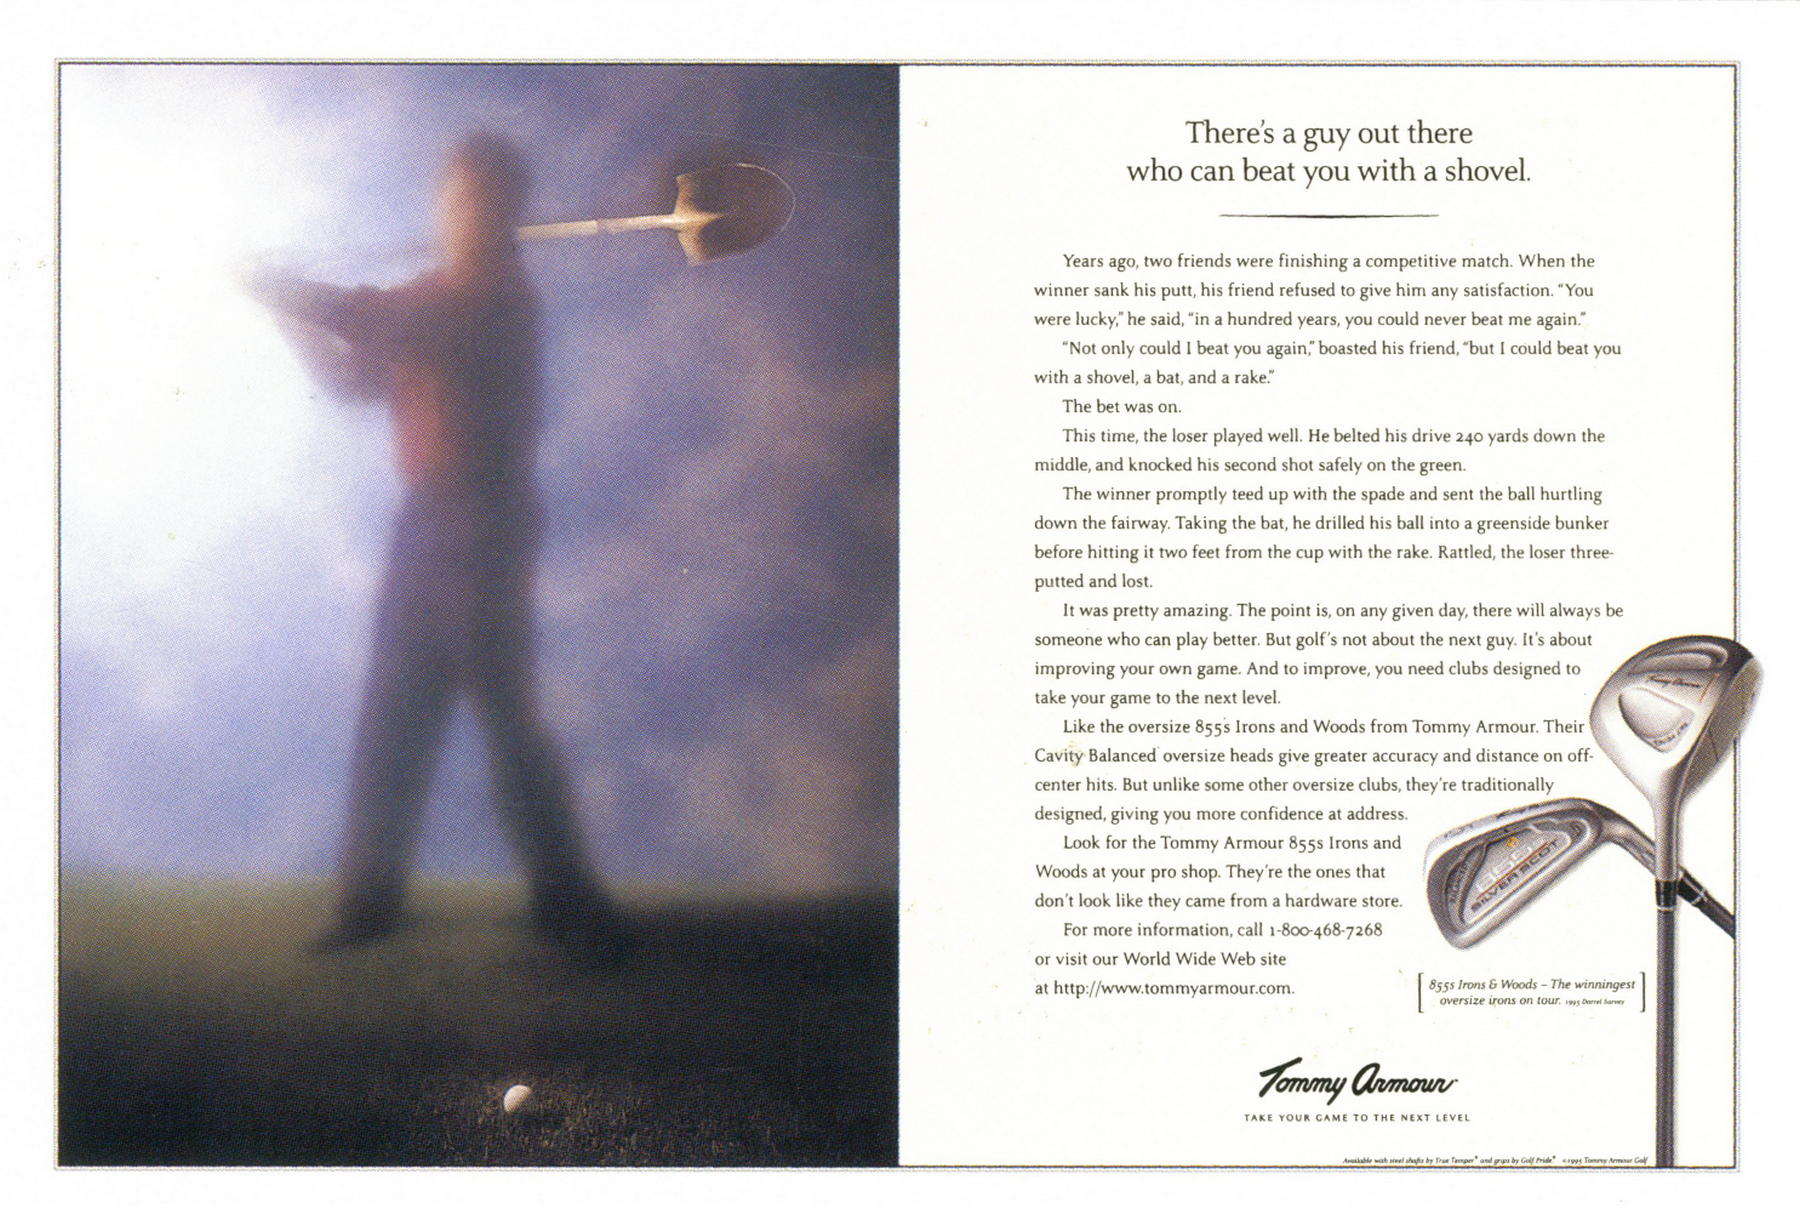 There's a guy out there
who can beat you with a shovel.
Years ago, two friends were finishing a competitive match. When the
winner sank his putt, his friend refused to give him any satisfaction. “You
were lucky,” he said, “in a hundred years, you could never beat me again.”
“Not only could I beat you again,” boasted his friend, “but I could beat you
with a shovel, a bat, and a rake.”
The bet was on.
This time, the loser played well. He belted his drive 240 yards down the
middle, and knocked his second shot safely on the green.
The winner promptly teed up with the spade and sent the ball hurtling
down the fairway. Taking the bat, he drilled his ball into a greenside bunker
before hitting it two feet from the cup with the rake. Rattled, the loser three-
putted and lost.
It was pretty amazing. The point is, on any given day, there will always be
someone who can play better. But golf's not about the next guy. It's about
improving your own game. And to improve, you need clubs designed to
take your game to the next level.
Like the oversize 855s Irons and Woods from Tommy Armour. Their
Cavity Balanced oversize heads give greater accuracy and distance on off-
center hits. But unlike some other oversize clubs, they're traditionally
designed, giving you more confidence at address.
Look for the Tommy Armour 855s Irons and
Woods at your pro shop. They're the ones that
don't look like they came from a hardware store.
For more information, call 1-800-468-7268
or visit our World Wide Web site
at http://www.tommyarmour.com.
Tommy Armour
855s
SILVER SCOT
[855s Irons & Woods – The winningest
oversize irons on tour. 1995 Darrel Survey]
Tommy Armour
TAKE YOUR GAME TO THE NEXT LEVEL
Available with steel shafts by True Temper® and grips by Golf Pride® ©1995 Tommy Armour Golf